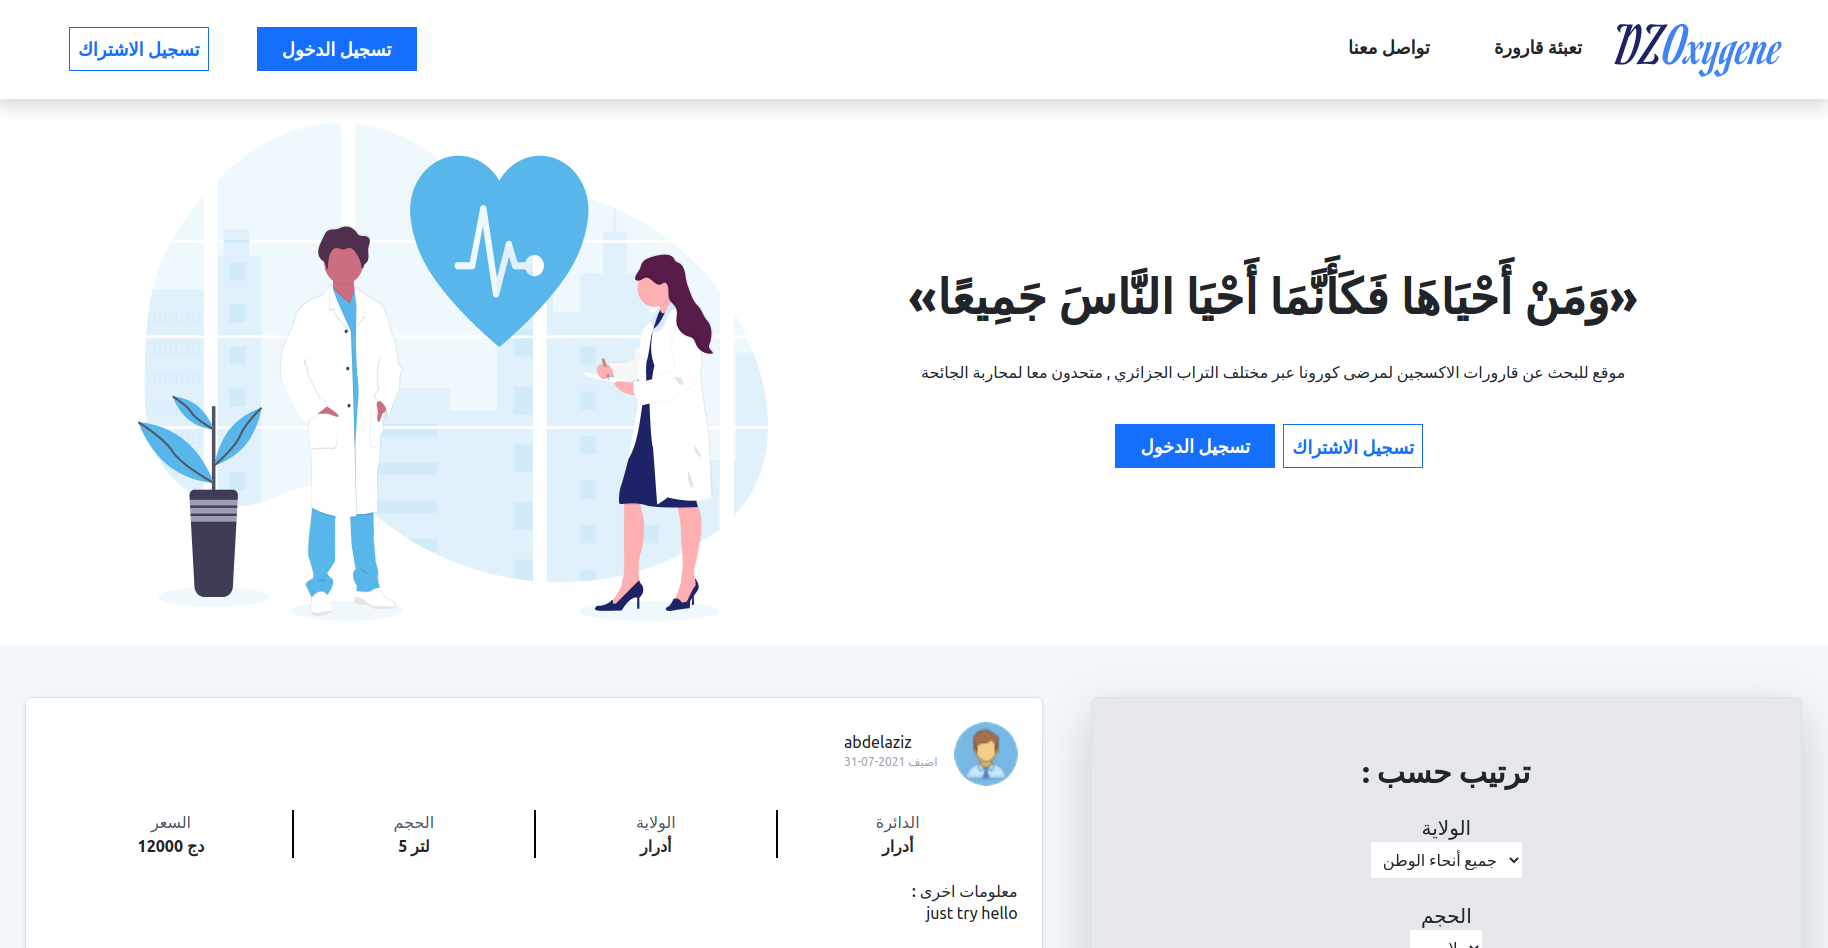 DZOxygene
تعبئة قارورة
تواصل معنا
تسجيل الدخول
تسجيل الاشتراك
«وَمَنْ أَحْيَاهَا فَكَأَنَّمَا أَحْيَا النَّاسَ جَمِيعًا»
موقع للبحث عن قارورات الاكسجين لمرضى كورونا عبر مختلف التراب الجزائري , متحدون معا لمحاربة الجائحة
تسجيل الاشتراك
تسجيل الدخول
ترتيب حسب :
الولاية
جميع أنحاء الوطن
الحجم
abdelaziz
اضيف 2021-07-31
الدائرة
أدرار
الولاية
أدرار
الحجم
5 لتر
السعر
12000 دج
معلومات اخرى :
just try hello